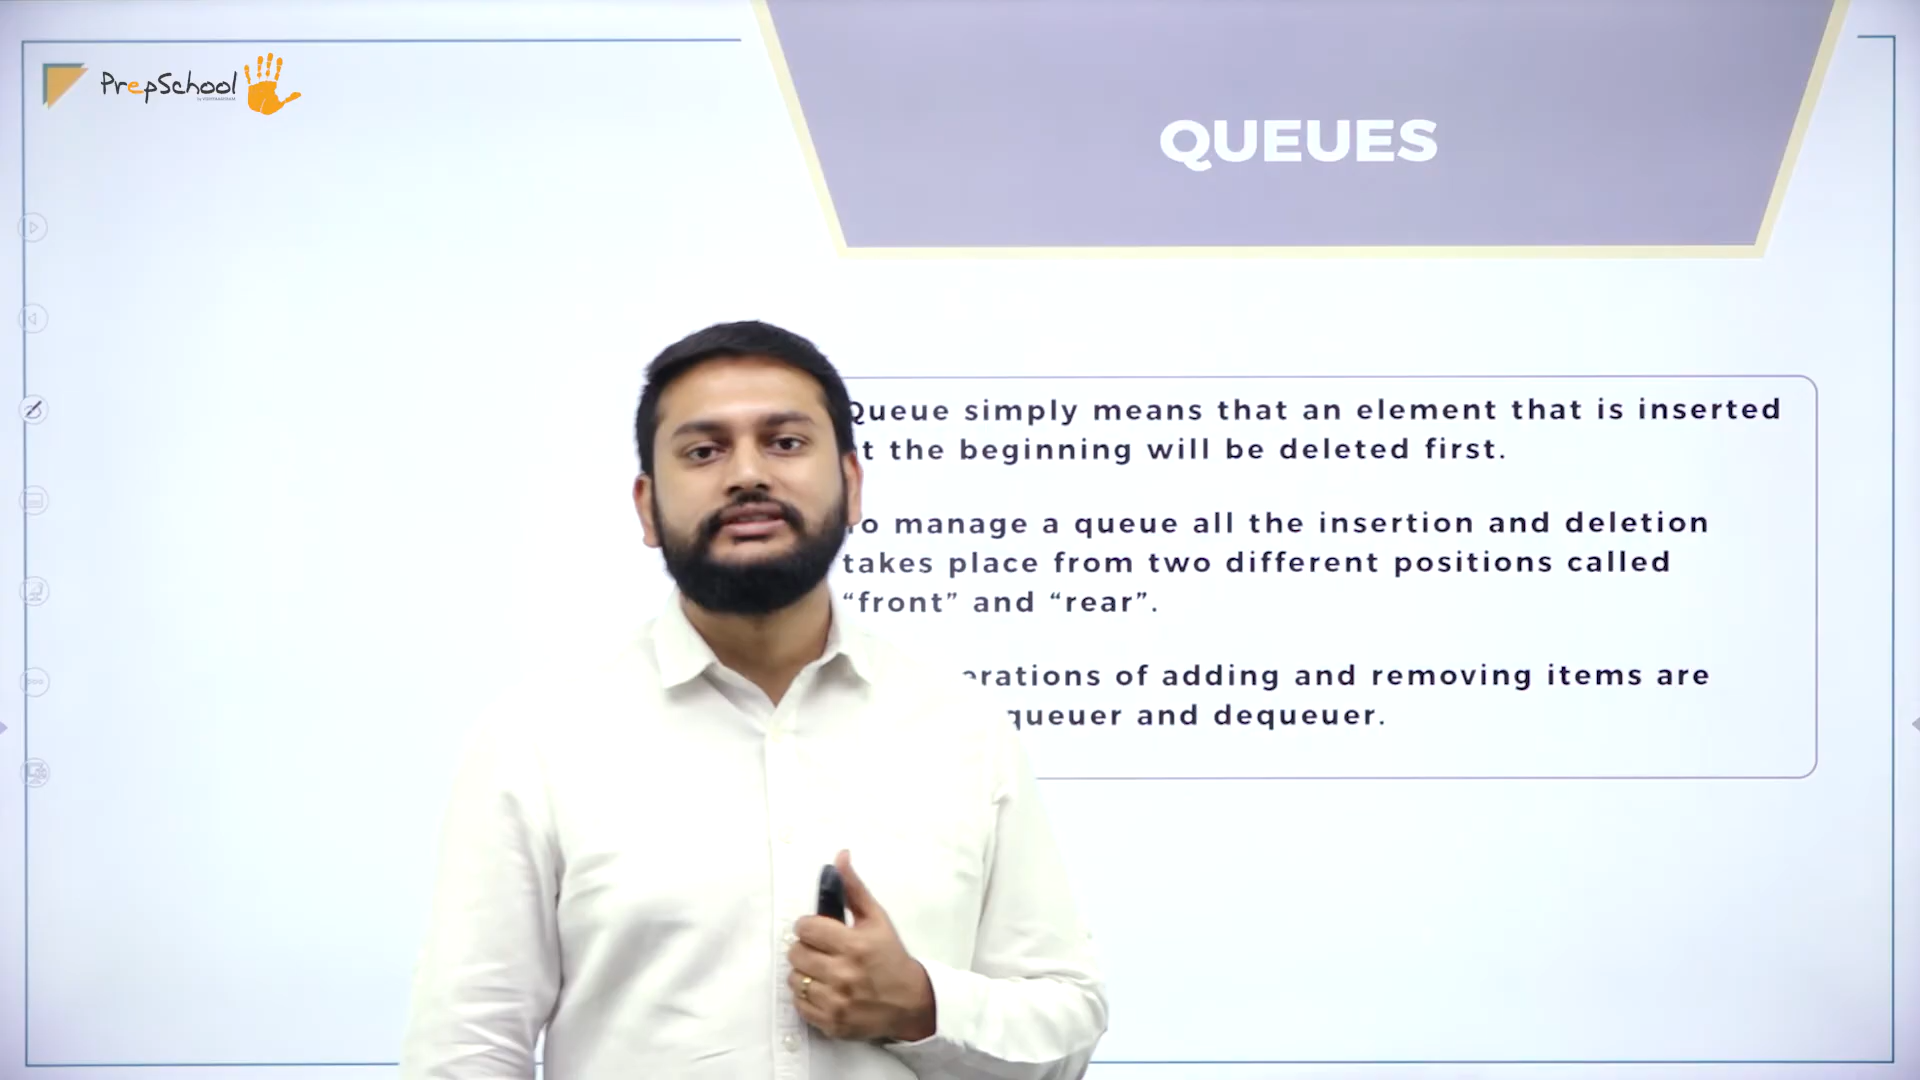 PrepSchool
QUEUES
Queue simply means that an element that is inserted
the beginning will be deleted first.
manage a queue all the insertion and deletion
takes place from two different positions called
“front” and “rear”.
of adding and removing items are
and dequeuer.